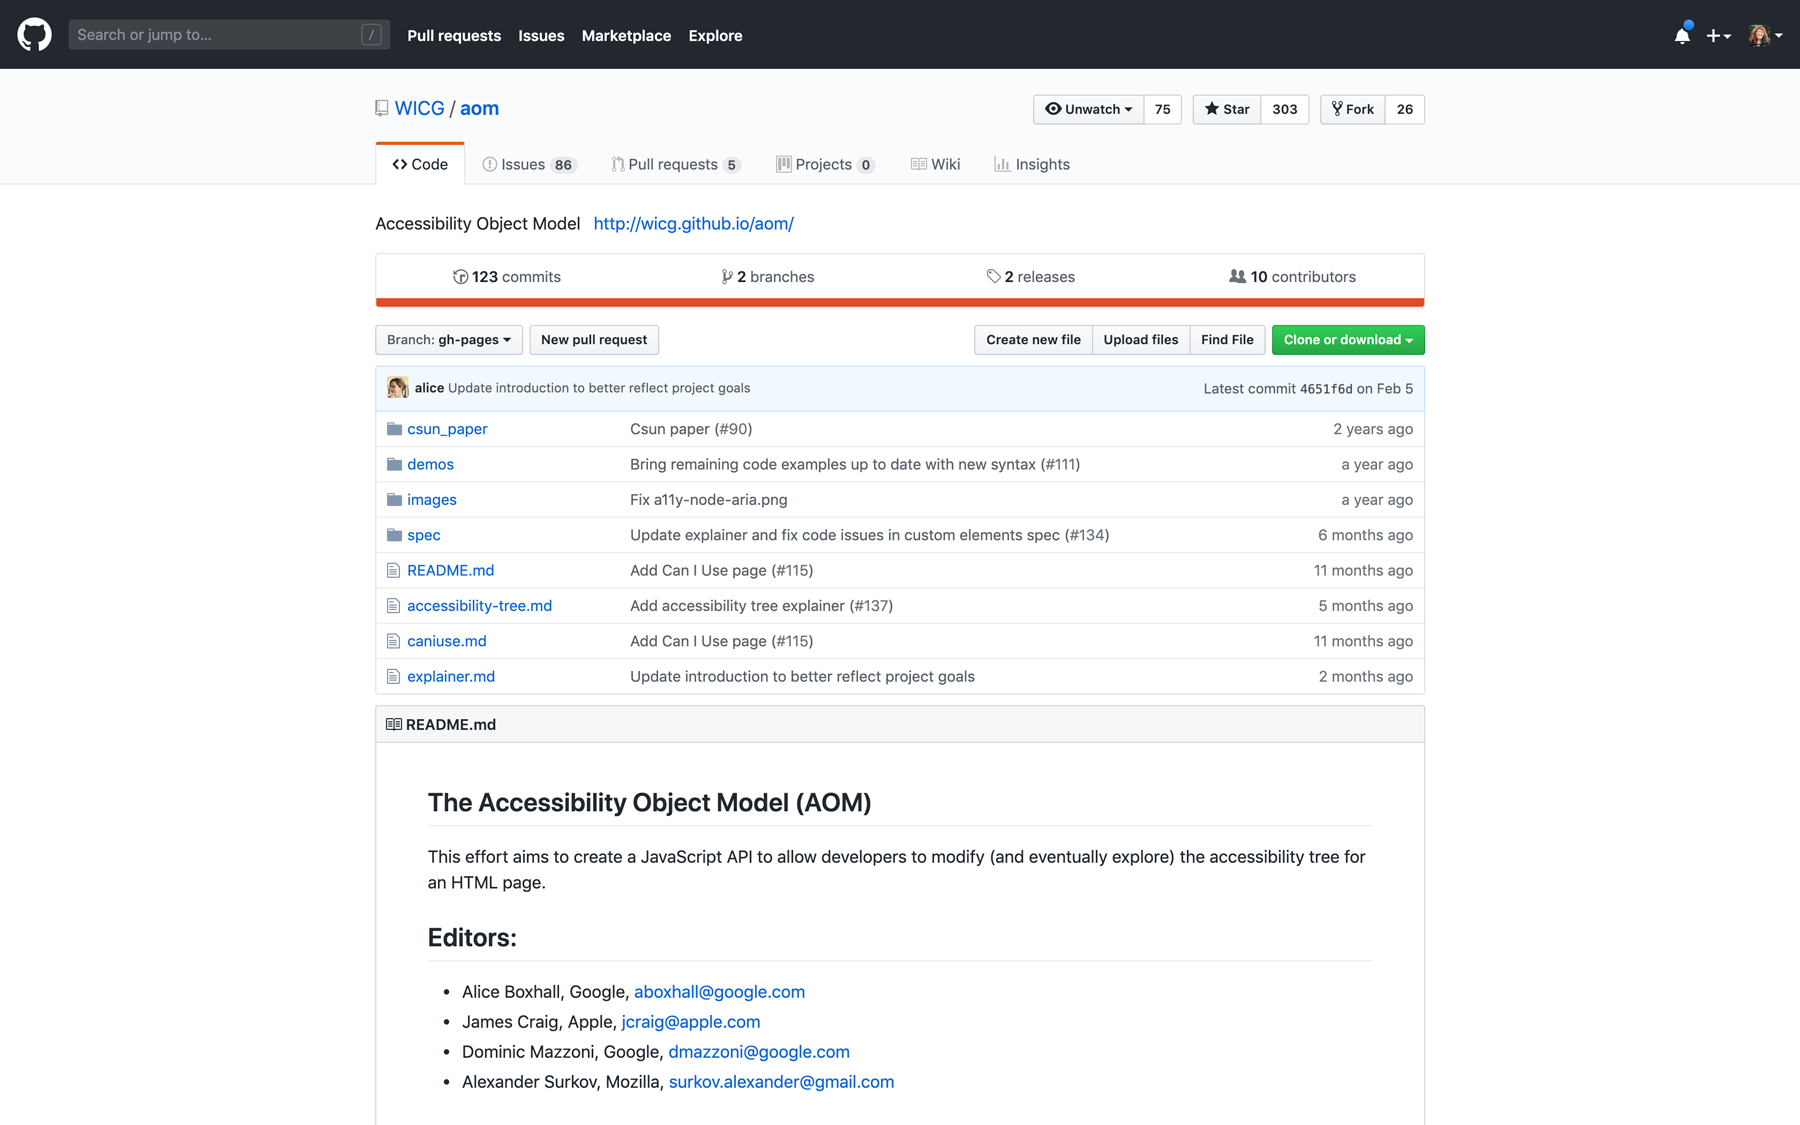 Search or jump to... /
Pull requests Issues Marketplace Explore
WICG / aom
Unwatch 75 Star 303 Fork 26
Code Issues 86 Pull requests 5 Projects 0 Wiki Insights
Accessibility Object Model http://wicg.github.io/aom/
123 commits 2 branches 2 releases 10 contributors
Branch: gh-pages New pull request Create new file Upload files Find File Clone or download
alice Update introduction to better reflect project goals Latest commit 4651f6d on Feb 5
csun_paper Csun paper (#90) 2 years ago
demos Bring remaining code examples up to date with new syntax (#111) a year ago
images Fix a11y-node-aria.png a year ago
spec Update explainer and fix code issues in custom elements spec (#134) 6 months ago
README.md Add Can I Use page (#115) 11 months ago
accessibility-tree.md Add accessibility tree explainer (#137) 5 months ago
caniuse.md Add Can I Use page (#115) 11 months ago
explainer.md Update introduction to better reflect project goals 2 months ago
README.md
The Accessibility Object Model (AOM)
This effort aims to create a JavaScript API to allow developers to modify (and eventually explore) the accessibility tree for
an HTML page.
Editors:
• Alice Boxhall, Google, aboxhall@google.com
• James Craig, Apple, jcraig@apple.com
• Dominic Mazzoni, Google, dmazzoni@google.com
• Alexander Surkov, Mozilla, surkov.alexander@gmail.com